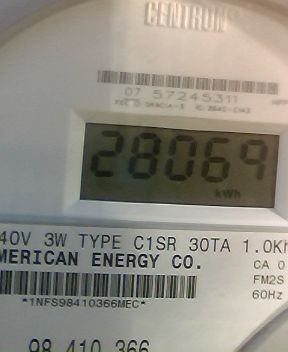 CENTRON®
07 57245311
28069
kWh
40V 3W TYPE C1SR 30TA 1.0Kh
MERICAN ENERGY CO.
CA 0
FM2S
*1NFS98410366MEC*
60Hz
98 410 366